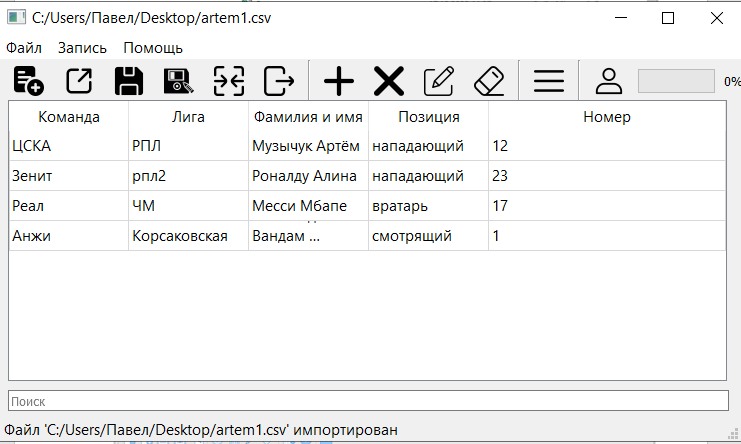 C:/Users/Павел/Desktop/artem1.csv
Файл Запись Помощь
0%
Команда Лига Фамилия и имя Позиция Номер
ЦСКА РПЛ Музычук Артём нападающий 12
Зенит рпл2 Роналду Алина нападающий 23
Реал ЧМ Месси Мбапе вратарь 17
Анжи Корсаковская Вандам ... смотрящий 1
Поиск
Файл 'C:/Users/Павел/Desktop/artem1.csv' импортирован